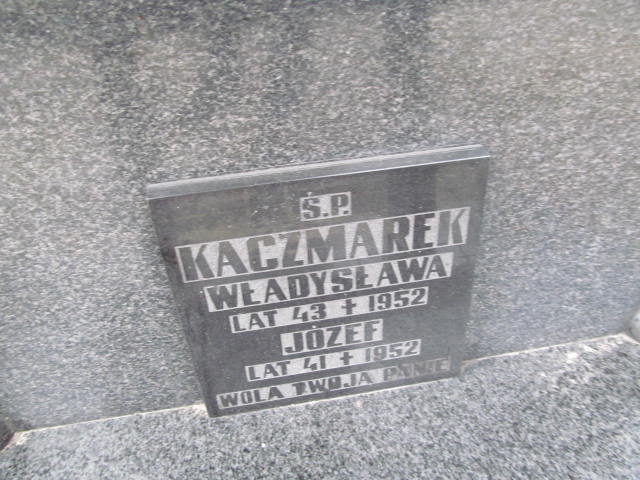 Ś.P.
KACZMAREK
WŁADYSŁAWA
LAT 43 + 1952
JÓZEF
LAT 41 + 1952
WOLA TWOJA PANIE